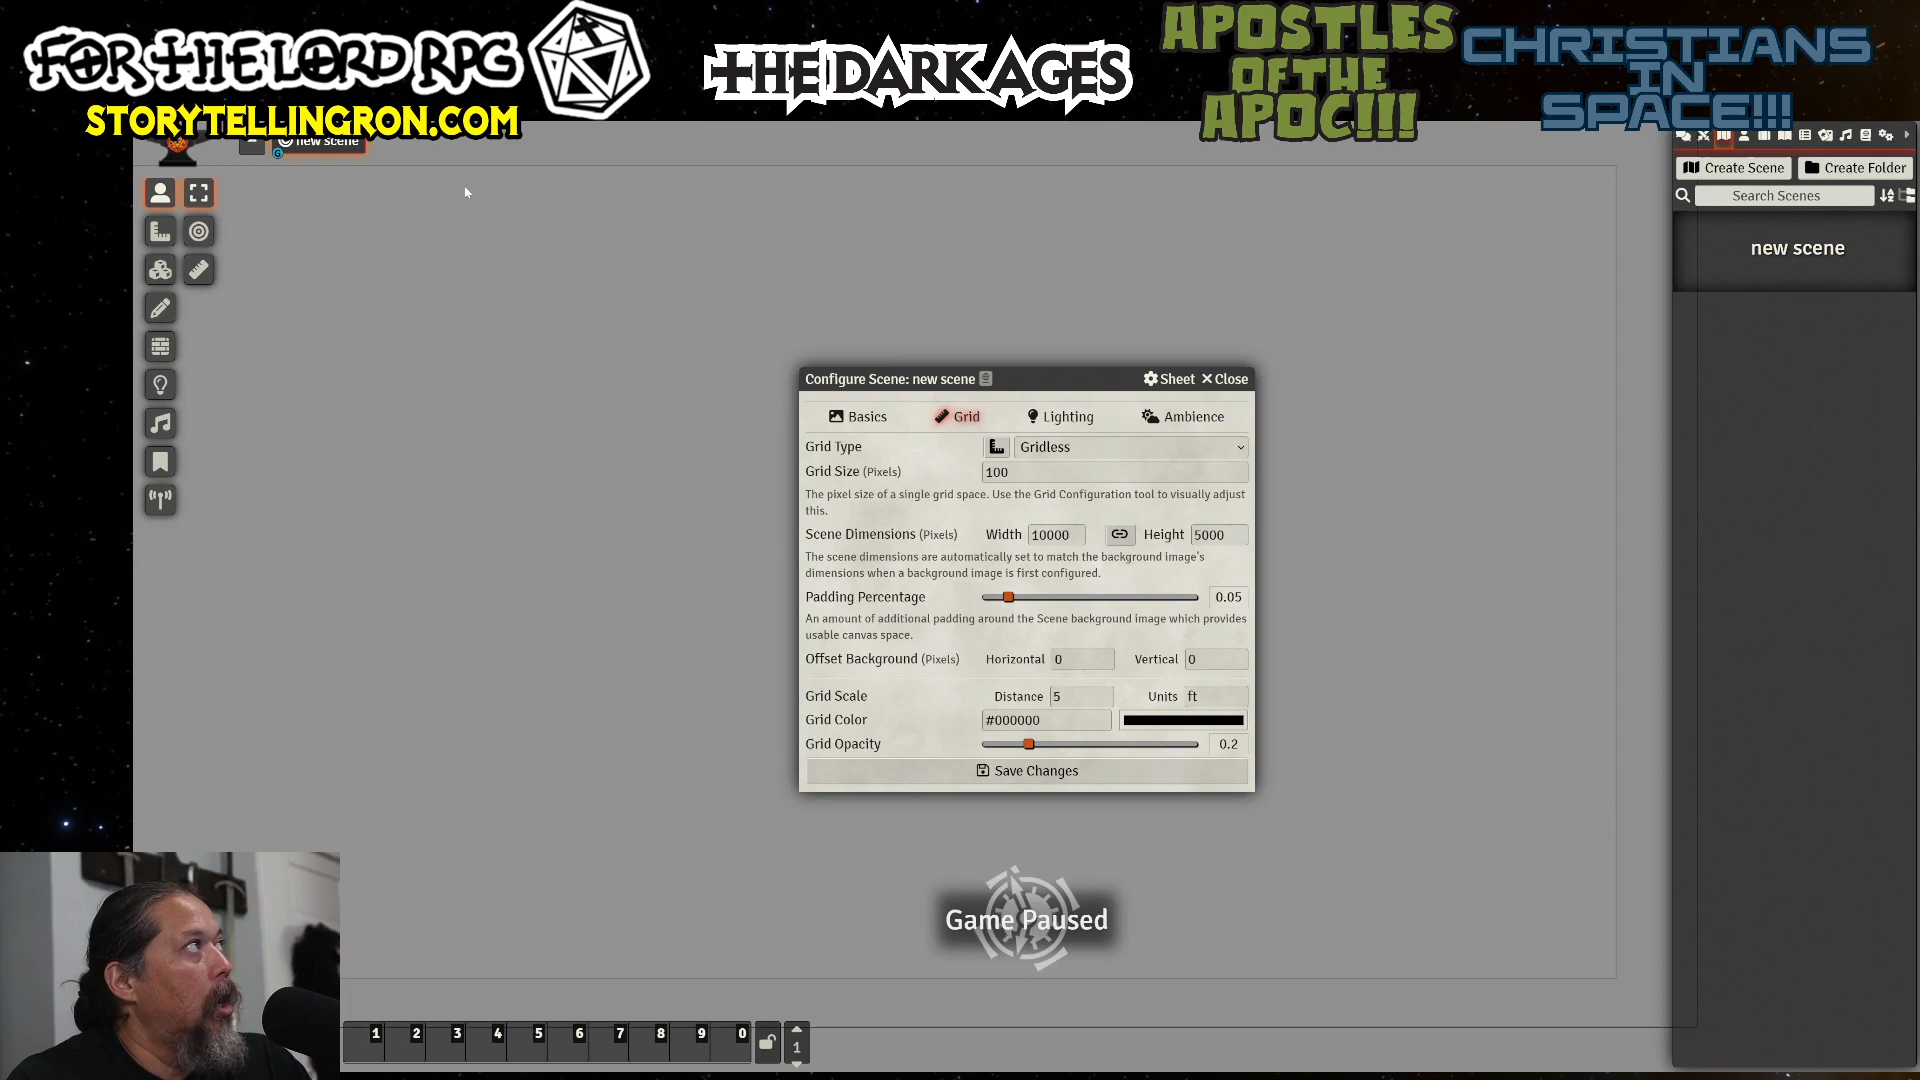 FOR THE LORD RPG
STORYTELLINGRON.COM
THE DARK AGES
APOSTLES
OF THE
APOC!!!
CHRISTIANS
IN
SPACE!!!
new scene
G
Create Scene
Create Folder
Search Scenes
new scene
Configure Scene: new scene
Sheet
Close
Basics
Grid
Lighting
Ambience
Grid Type
Gridless
Grid Size (Pixels)
100
The pixel size of a single grid space. Use the Grid Configuration tool to visually adjust
this.
Scene Dimensions (Pixels) Width 10000 Height 5000
The scene dimensions are automatically set to match the background image's
dimensions when a background image is first configured.
Padding Percentage 0.05
An amount of additional padding around the Scene background image which provides
usable canvas space.
Offset Background (Pixels) Horizontal 0 Vertical 0
Grid Scale Distance 5 Units ft
Grid Color #000000
Grid Opacity 0.2
Save Changes
Game Paused
1 2 3 4 5 6 7 8 9 0
1